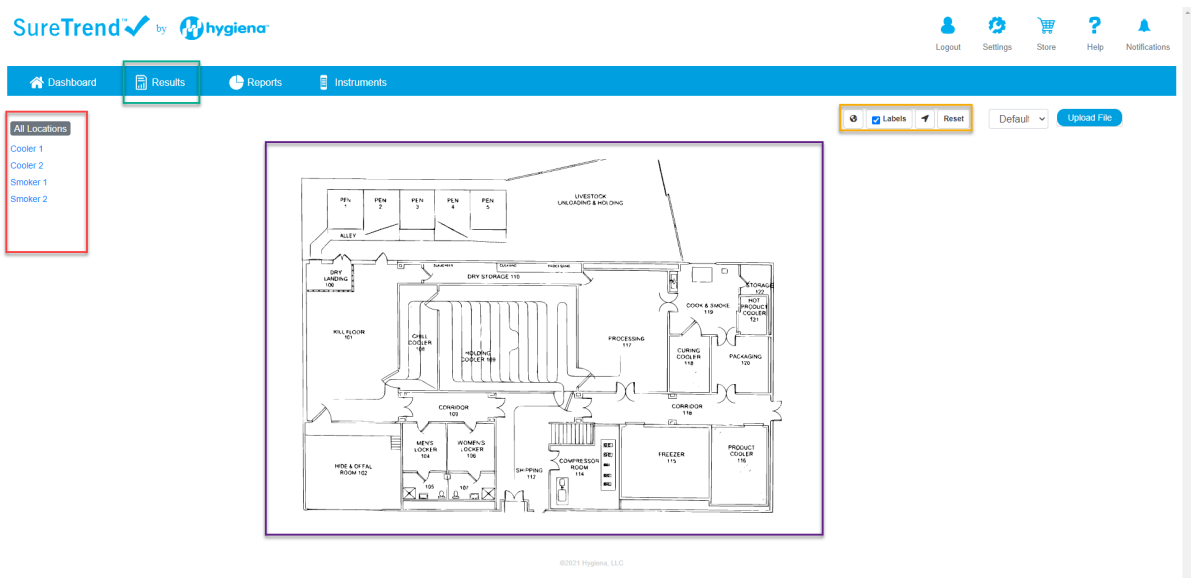 SureTrend™ by hygiena™
Logout Settings Store Help Notifications
Dashboard Results Reports Instruments
Labels Reset Default Upload File
All Locations
Cooler 1
Cooler 2
Smoker 1
Smoker 2
PEN 1
PEN 2
PEN 3
PEN 4
PEN 5
LIVESTOCK
UNLOADING & HOLDING
ALLEY
DRY
LANDING
100
DRY STORAGE 110
STORAGE
122
COOK & SMOKE
119
HOT
PRODUCT
COOLER
121
KILL FLOOR
101
CHILL
COOLER
108
HOLDING
COOLER 109
PROCESSING
117
CURING
COOLER
118
PACKAGING
120
CORRIDOR
103
CORRIDOR
118
MEN'S
LOCKER
104
WOMEN'S
LOCKER
106
HIDE & OFFAL
ROOM 102
105
107
SHIPPING
112
COMPRESSOR
ROOM
114
FREEZER
115
PRODUCT
COOLER
116
©2021 Hygiena, LLC